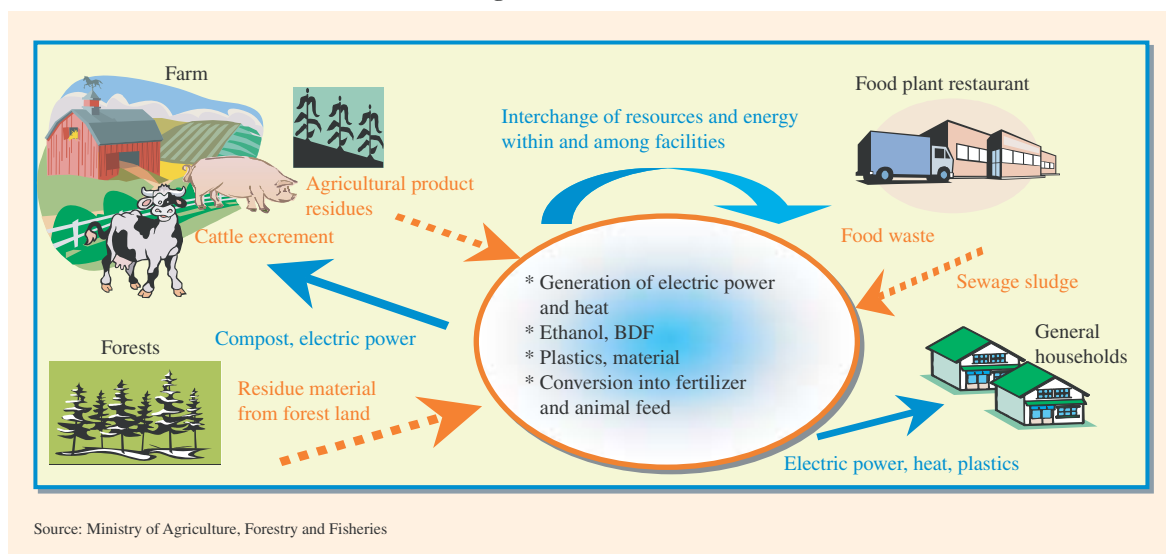 Farm
Food plant restaurant
Interchange of resources and energy
within and among facilities
Agricultural product
residues
Cattle excrement
Food waste
Sewage sludge
* Generation of electric power
and heat
* Ethanol, BDF
* Plastics, material
* Conversion into fertilizer
and animal feed
Compost, electric power
General
households
Forests
Residue material
from forest land
Electric power, heat, plastics
Source: Ministry of Agriculture, Forestry and Fisheries